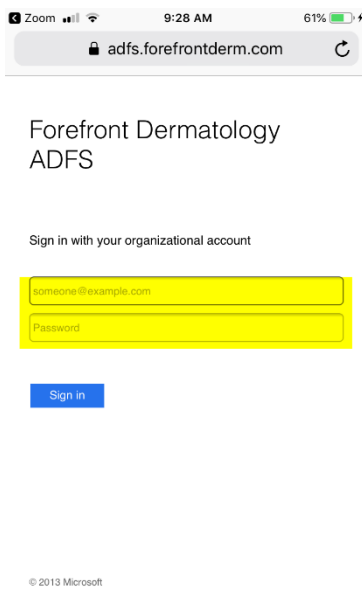 Zoom 9:28 AM 61%
adfs.forefrontderm.com
Forefront Dermatology
ADFS
Sign in with your organizational account
someone@example.com
Password
Sign in
© 2013 Microsoft